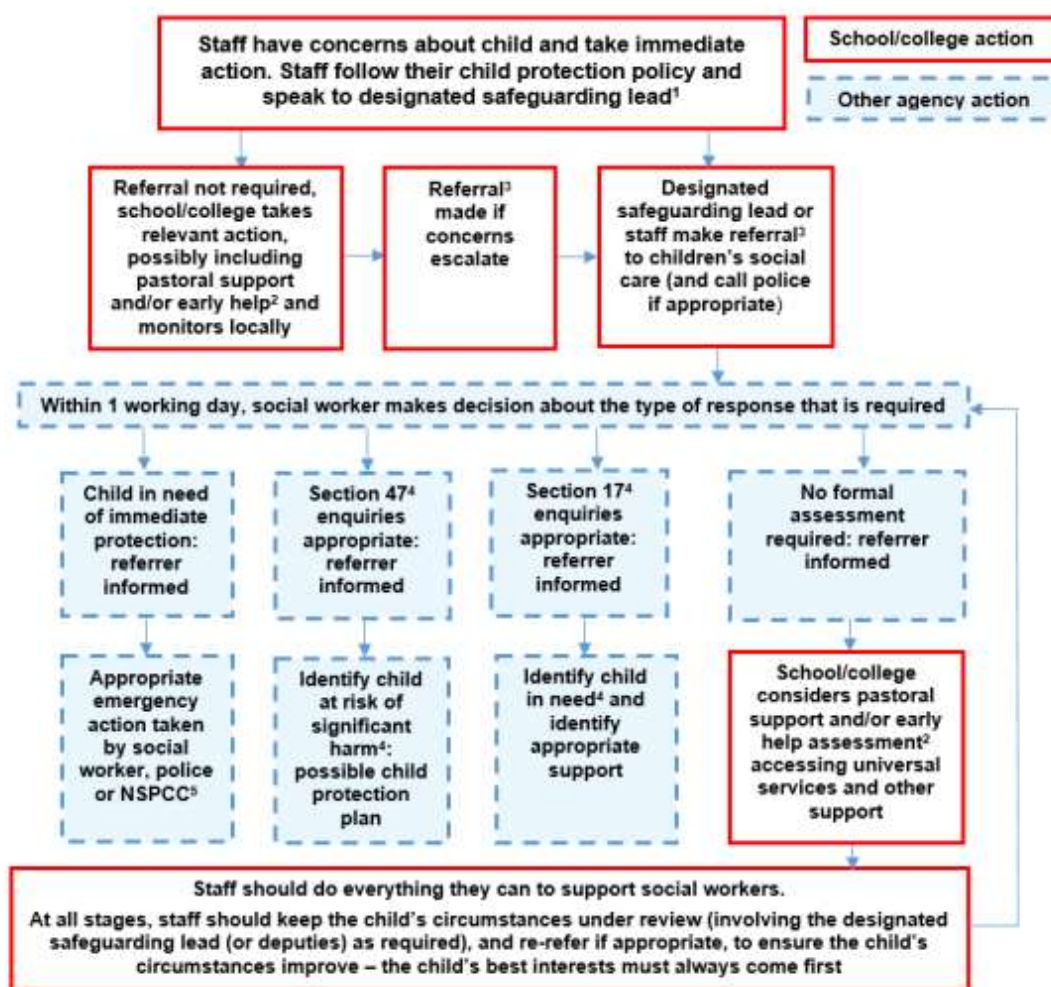 Staff have concerns about child and take immediate
action. Staff follow their child protection policy and
speak to designated safeguarding lead¹
School/college action
Other agency action
Referral not required,
school/college takes
relevant action,
possibly including
pastoral support
and/or early help² and
monitors locally
Referral³
made if
concerns
escalate
Designated
safeguarding lead or
staff make referral³
to children's social
care (and call police
if appropriate)
Within 1 working day, social worker makes decision about the type of response that is required
Child in need
of immediate
protection:
referrer
informed
Section 47⁴
enquiries
appropriate:
referrer
informed
Section 17⁴
enquiries
appropriate:
referrer
informed
No formal
assessment
required: referrer
informed
Appropriate
emergency
action taken
by social
worker, police
or NSPCC⁵
Identify child
at risk of
significant
harm⁴:
possible child
protection
plan
Identify child
in need⁴ and
identify
appropriate
support
School/college
considers pastoral
support and/or early
help assessment²
accessing universal
services and other
support
Staff should do everything they can to support social workers.
At all stages, staff should keep the child's circumstances under review (involving the designated
safeguarding lead (or deputies) as required), and re-refer if appropriate, to ensure the child's
circumstances improve – the child's best interests must always come first